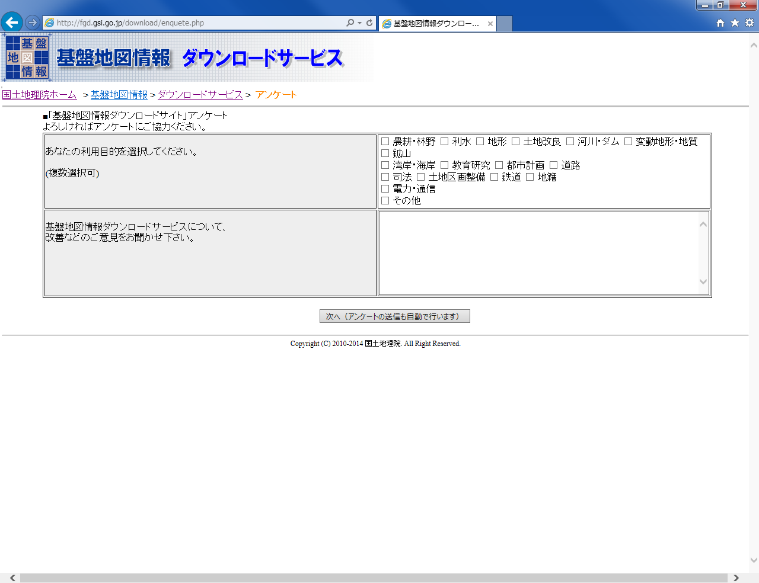 http://fgd.gsi.go.jp/download/enquete.php
基盤地図情報ダウンロー...
基盤
地図
情報
基盤地図情報 ダウンロードサービス
国土地理院ホーム > 基盤地図情報 > ダウンロードサービス > アンケート
■「基盤地図情報ダウンロードサイト」アンケート
よろしければアンケートにご協力ください。
あなたの利用目的を選択してください。
(複数選択可)
農耕・林野 利水 地形 土地改良 河川・ダム 変動地形・地質
鉱山
湾岸・海岸 教育研究 都市計画 道路
司法 土地区画整備 鉄道 地籍
電力・通信
その他
基盤地図情報ダウンロードサービスについて、
改善などのご意見をお聞かせ下さい。
次へ（アンケートの送信も自動で行います）
Copyright (C) 2010-2014 国土地理院. All Right Reserved.